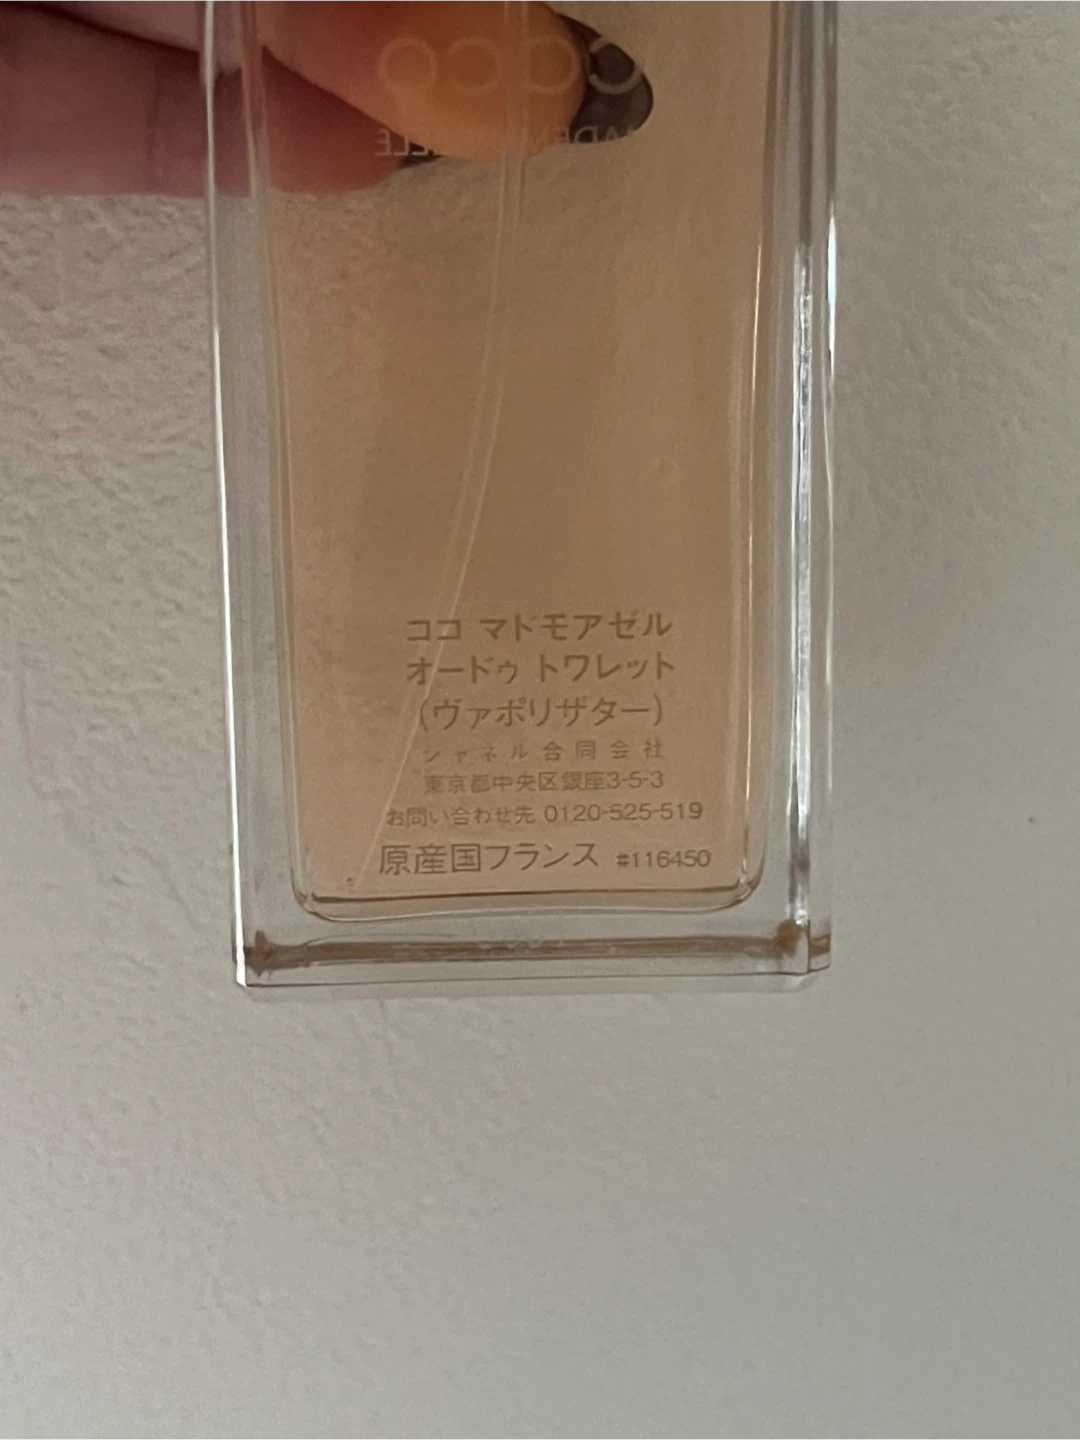 COCO
MADEMOISELLE
ココ マドモアゼル
オードゥ トワレット
(ヴァポリザター)
シャネル合同会社
東京都中央区銀座3-5-3
お問い合わせ先 0120-525-519
原産国フランス #116450